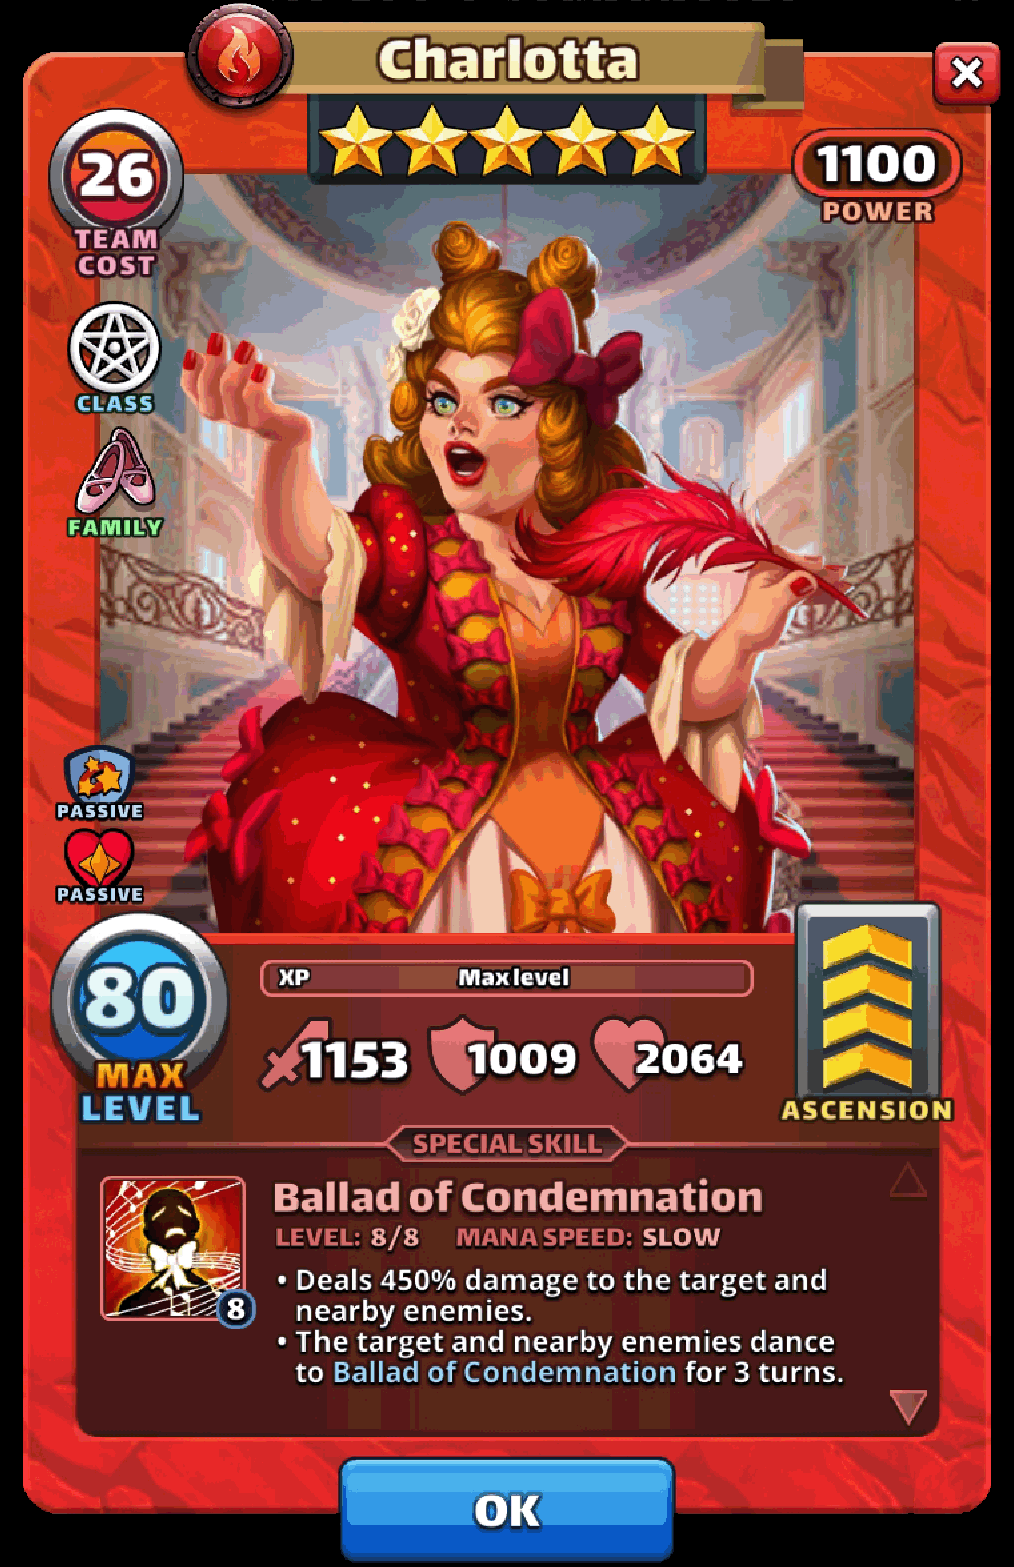 Charlotta
26
TEAM
COST
1100
POWER
CLASS
FAMILY
PASSIVE
PASSIVE
80
MAX
LEVEL
XP Max level
1153 1009 2064
ASCENSION
SPECIAL SKILL
Ballad of Condemnation
LEVEL: 8/8 MANA SPEED: SLOW
8
• Deals 450% damage to the target and
nearby enemies.
• The target and nearby enemies dance
to Ballad of Condemnation for 3 turns.
OK